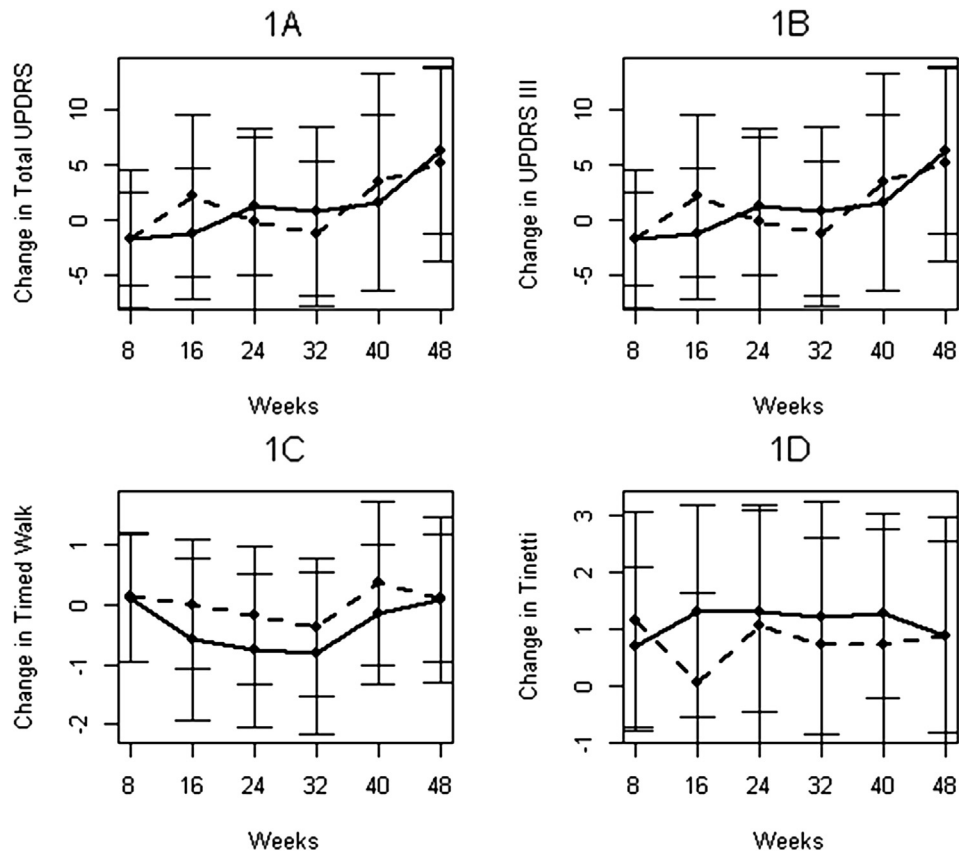 1A
Change in Total UPDRS
10
5
0
-5
8 16 24 32 40 48
Weeks
1B
Change in UPDRS III
10
5
0
-5
8 16 24 32 40 48
Weeks
1C
Change in Timed Walk
1
0
-1
-2
8 16 24 32 40 48
Weeks
1D
Change in Tinetti
3
2
1
0
-1
8 16 24 32 40 48
Weeks